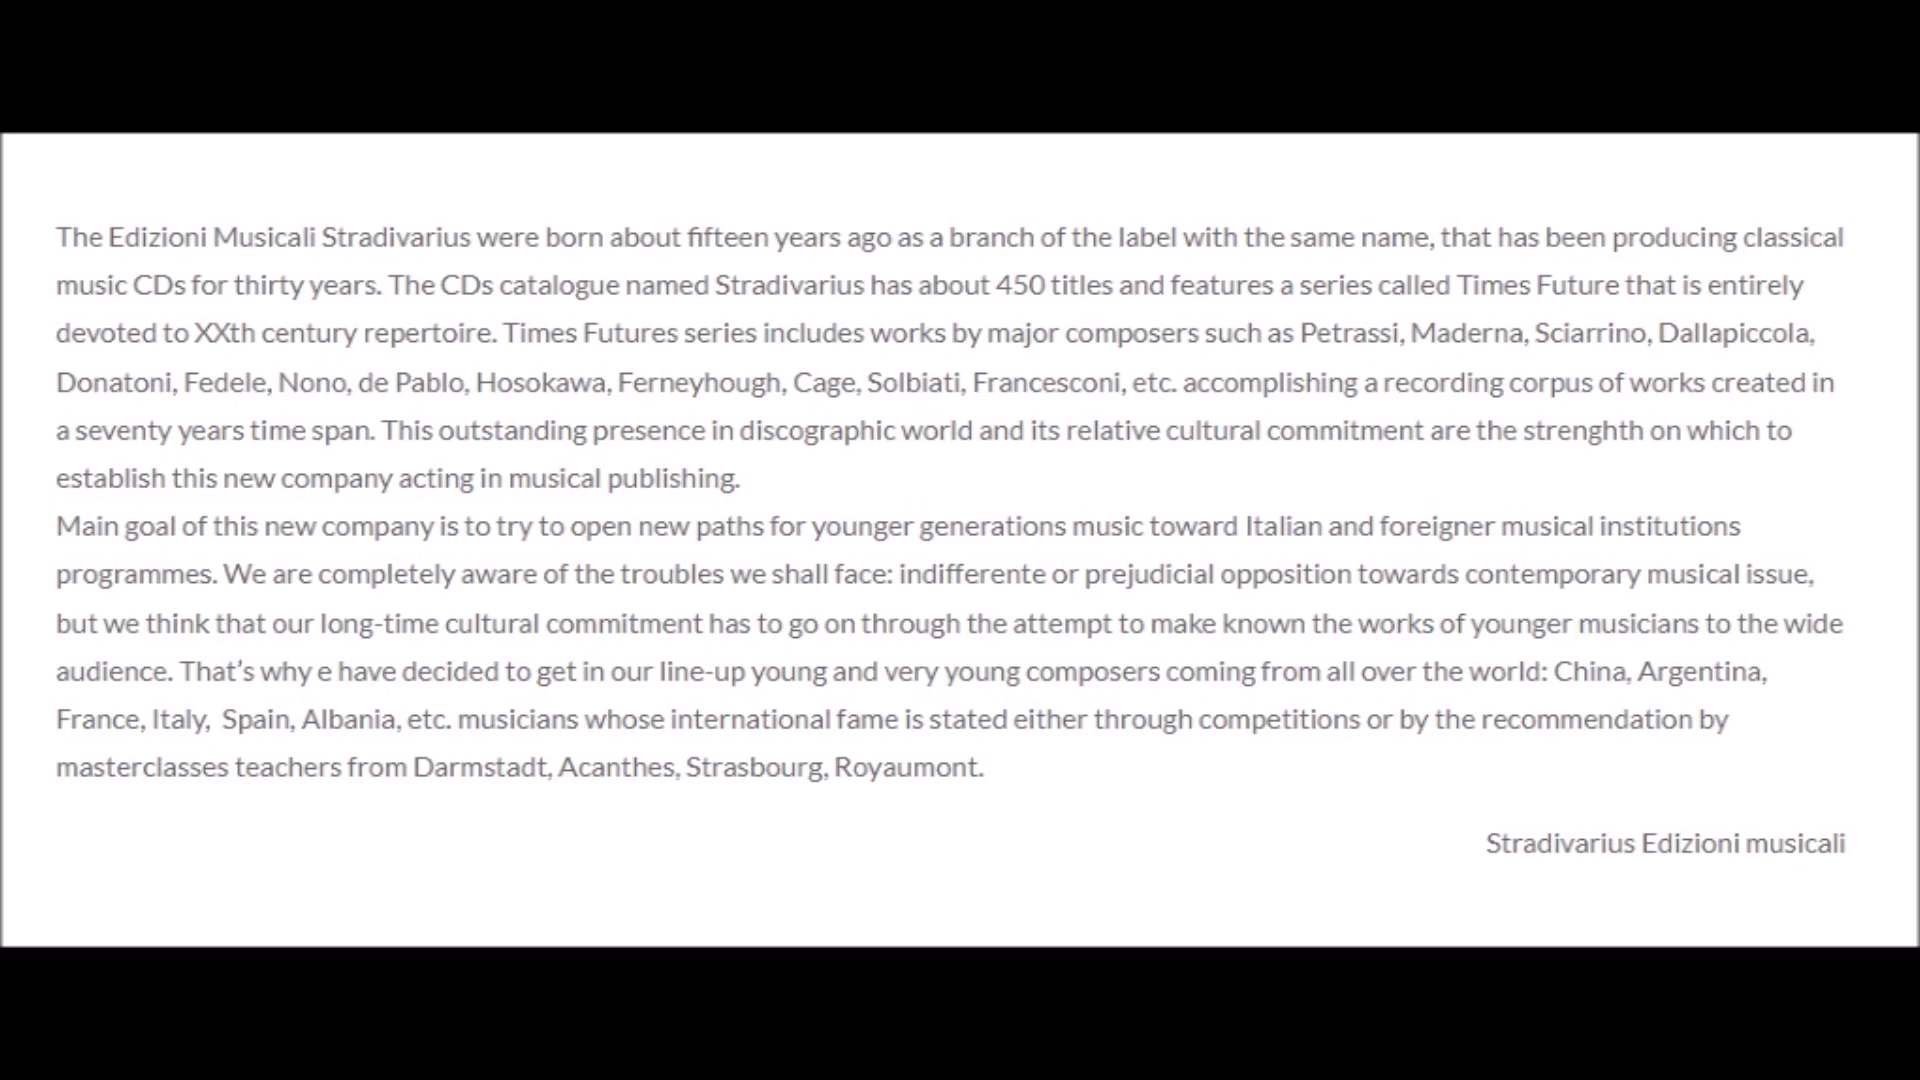 The Edizioni Musicali Stradivarius were born about fifteen years ago as a branch of the label with the same name, that has been producing classical
music CDs for thirty years. The CDs catalogue named Stradivarius has about 450 titles and features a series called Times Future that is entirely
devoted to XXth century repertoire. Times Futures series includes works by major composers such as Petrassi, Maderna, Sciarrino, Dallapiccola,
Donatoni, Fedele, Nono, de Pablo, Hosokawa, Ferneyhough, Cage, Solbiati, Francesconi, etc. accomplishing a recording corpus of works created in
a seventy years time span. This outstanding presence in discographic world and its relative cultural commitment are the strenghth on which to
establish this new company acting in musical publishing.
Main goal of this new company is to try to open new paths for younger generations music toward Italian and foreigner musical institutions
programmes. We are completely aware of the troubles we shall face: indifferente or prejudicial opposition towards contemporary musical issue,
but we think that our long-time cultural commitment has to go on through the attempt to make known the works of younger musicians to the wide
audience. That's why e have decided to get in our line-up young and very young composers coming from all over the world: China, Argentina,
France, Italy,  Spain, Albania, etc. musicians whose international fame is stated either through competitions or by the recommendation by
masterclasses teachers from Darmstadt, Acanthes, Strasbourg, Royaumont.
Stradivarius Edizioni musicali